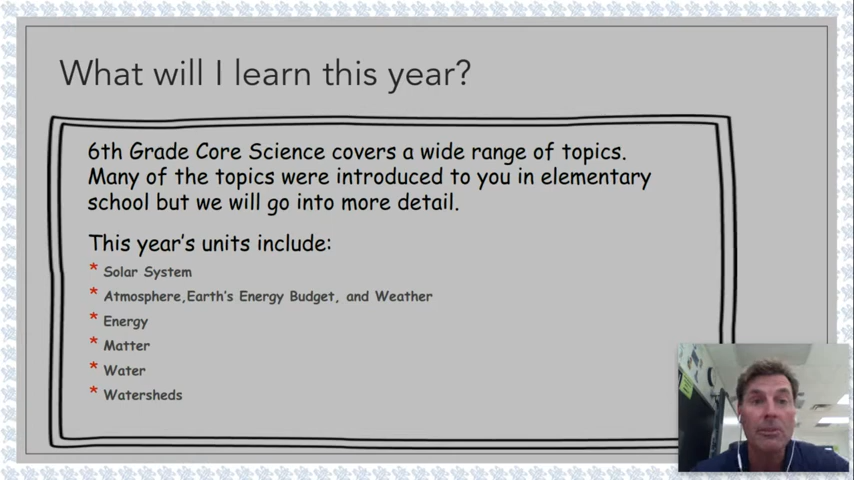 What will I learn this year?
6th Grade Core Science covers a wide range of topics.
Many of the topics were introduced to you in elementary
school but we will go into more detail.
This year's units include:
* Solar System
* Atmosphere,Earth's Energy Budget, and Weather
* Energy
* Matter
* Water
* Watersheds